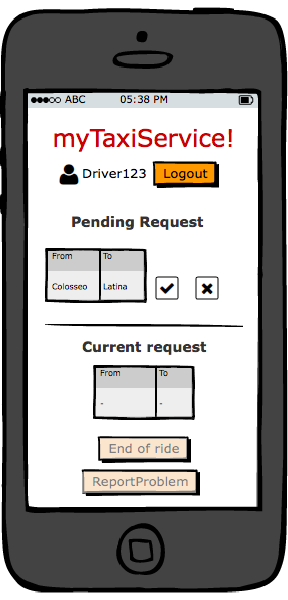 ABC 05:38 PM
myTaxiService!
Driver123 Logout
Pending Request
From To
Colosseo Latina
Current request
From To
- -
End of ride
ReportProblem